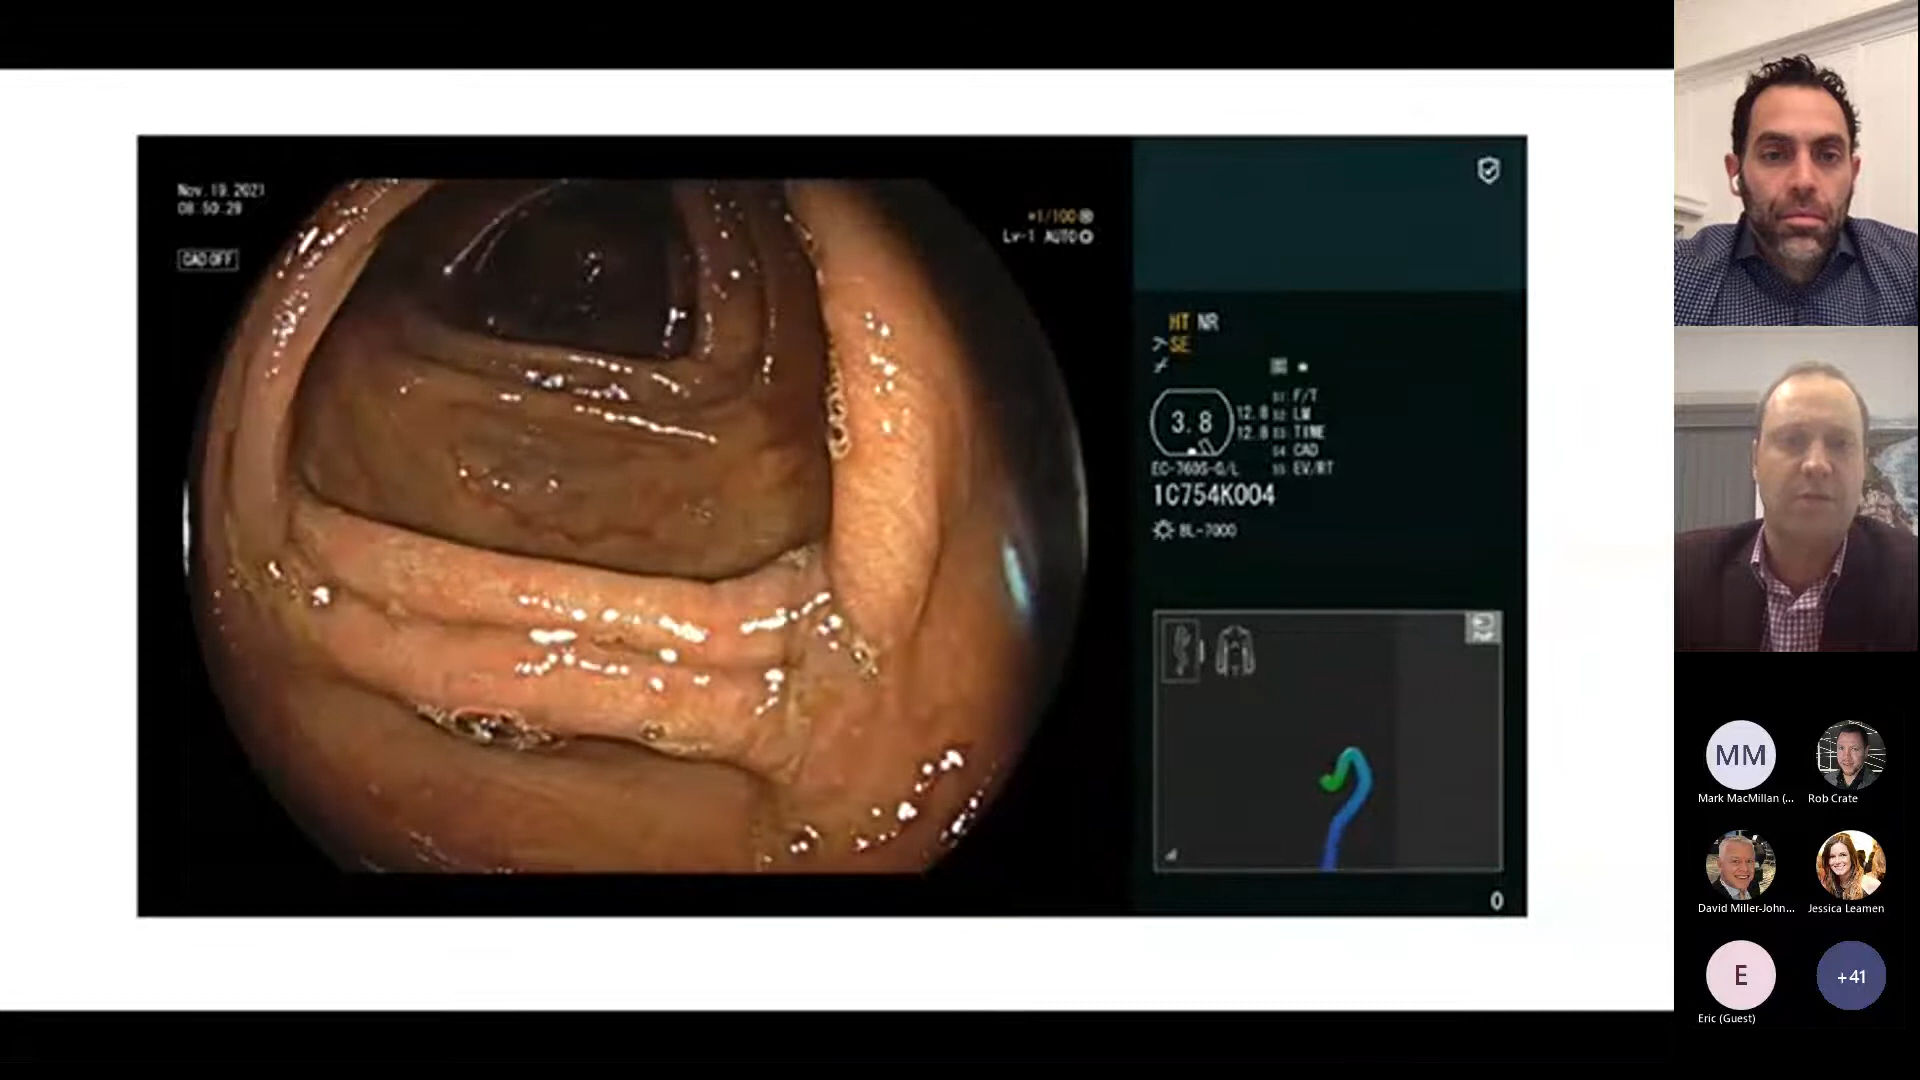 Nov.19.2021
08:50:29
CAD OFF
+1/100
Lv-1 AUTO
HT NR
SE
3.8
12.8
12.8
F/T
LM
TIME
CAD
EV/RT
EC-760S-O/L
1C754K004
BL-7000
0
MM
Mark MacMillan (...
Rob Crate
David Miller-John...
Jessica Leamen
E
Eric (Guest)
+41